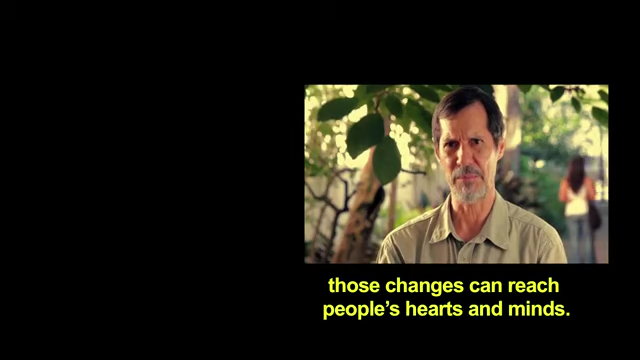 those changes can reach
people's hearts and minds.